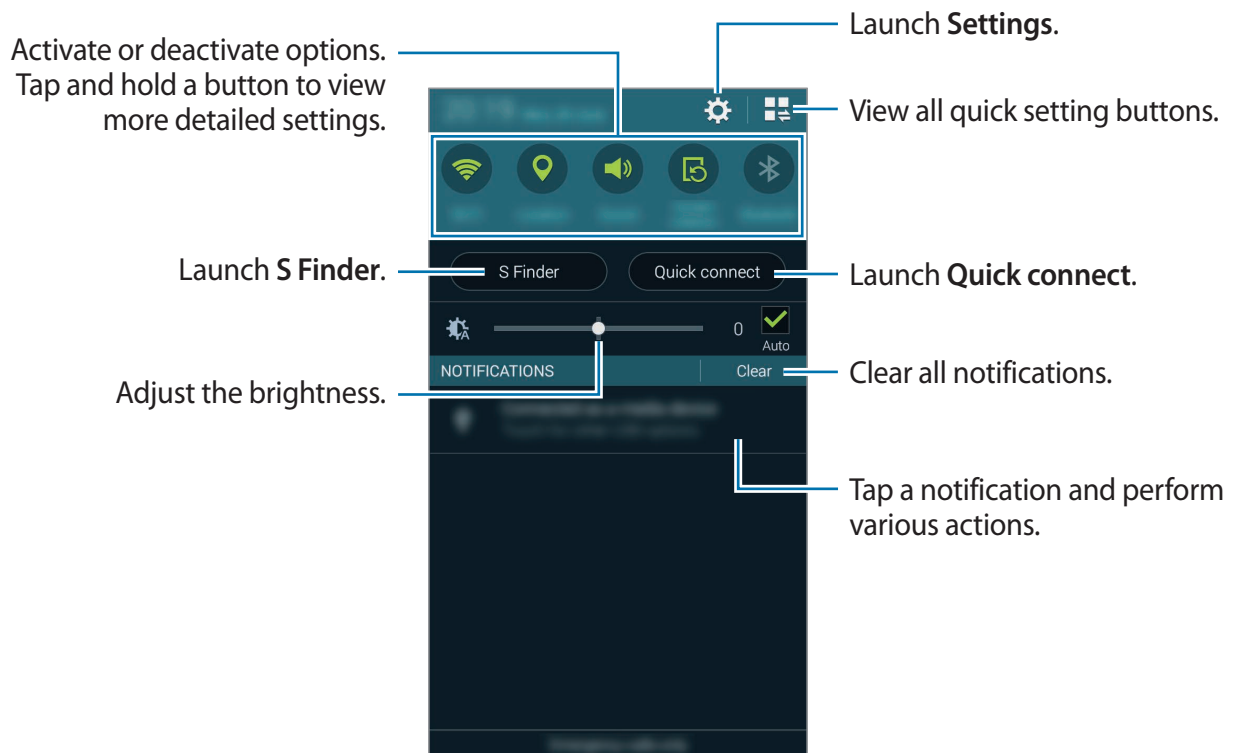 Launch Settings.
Activate or deactivate options.
Tap and hold a button to view
more detailed settings.
View all quick setting buttons.
Launch S Finder.
S Finder
Quick connect
Launch Quick connect.
0
Auto
NOTIFICATIONS
Clear
Clear all notifications.
Adjust the brightness.
Tap a notification and perform
various actions.